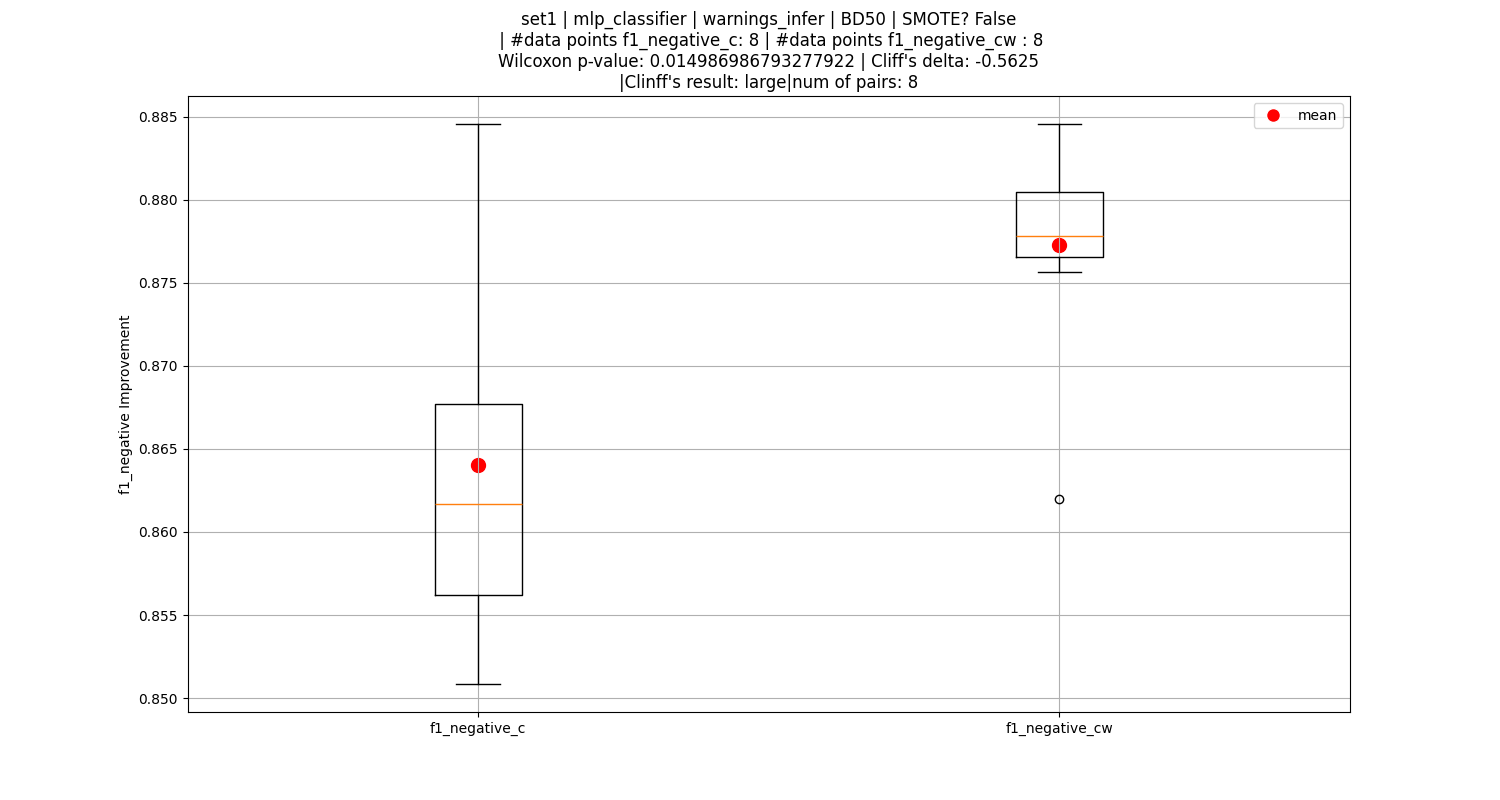 set1 | mlp_classifier | warnings_infer | BD50 | SMOTE? False
| #data points f1_negative_c: 8 | #data points f1_negative_cw : 8
Wilcoxon p-value: 0.014986986793277922 | Cliff's delta: -0.5625
|Clinff's result: large|num of pairs: 8
mean
0.885
0.880
0.875
0.870
0.865
0.860
0.855
0.850
f1_negative Improvement
f1_negative_c
f1_negative_cw